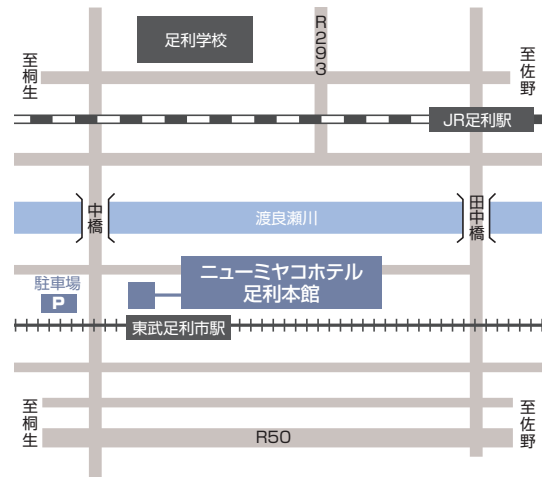 足利学校
R293
至桐生
至佐野
JR足利駅
中橋
渡良瀬川
田中橋
ニューミヤコホテル
足利本館
駐車場
P
東武足利市駅
至桐生
至佐野
R50